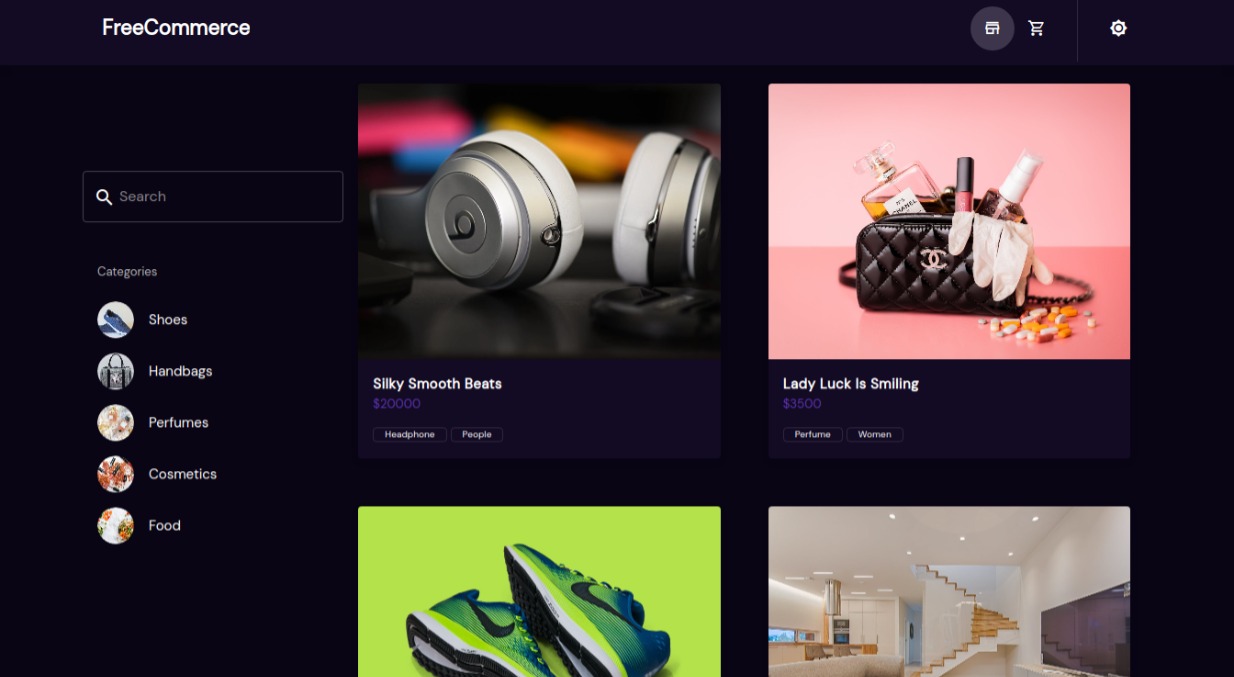 FreeCommerce
Search
Categories
Shoes
Handbags
Perfumes
Cosmetics
Food
Silky Smooth Beats
$20000
Headphone
People
CHANEL
Lady Luck Is Smiling
$3500
Perfume
Women